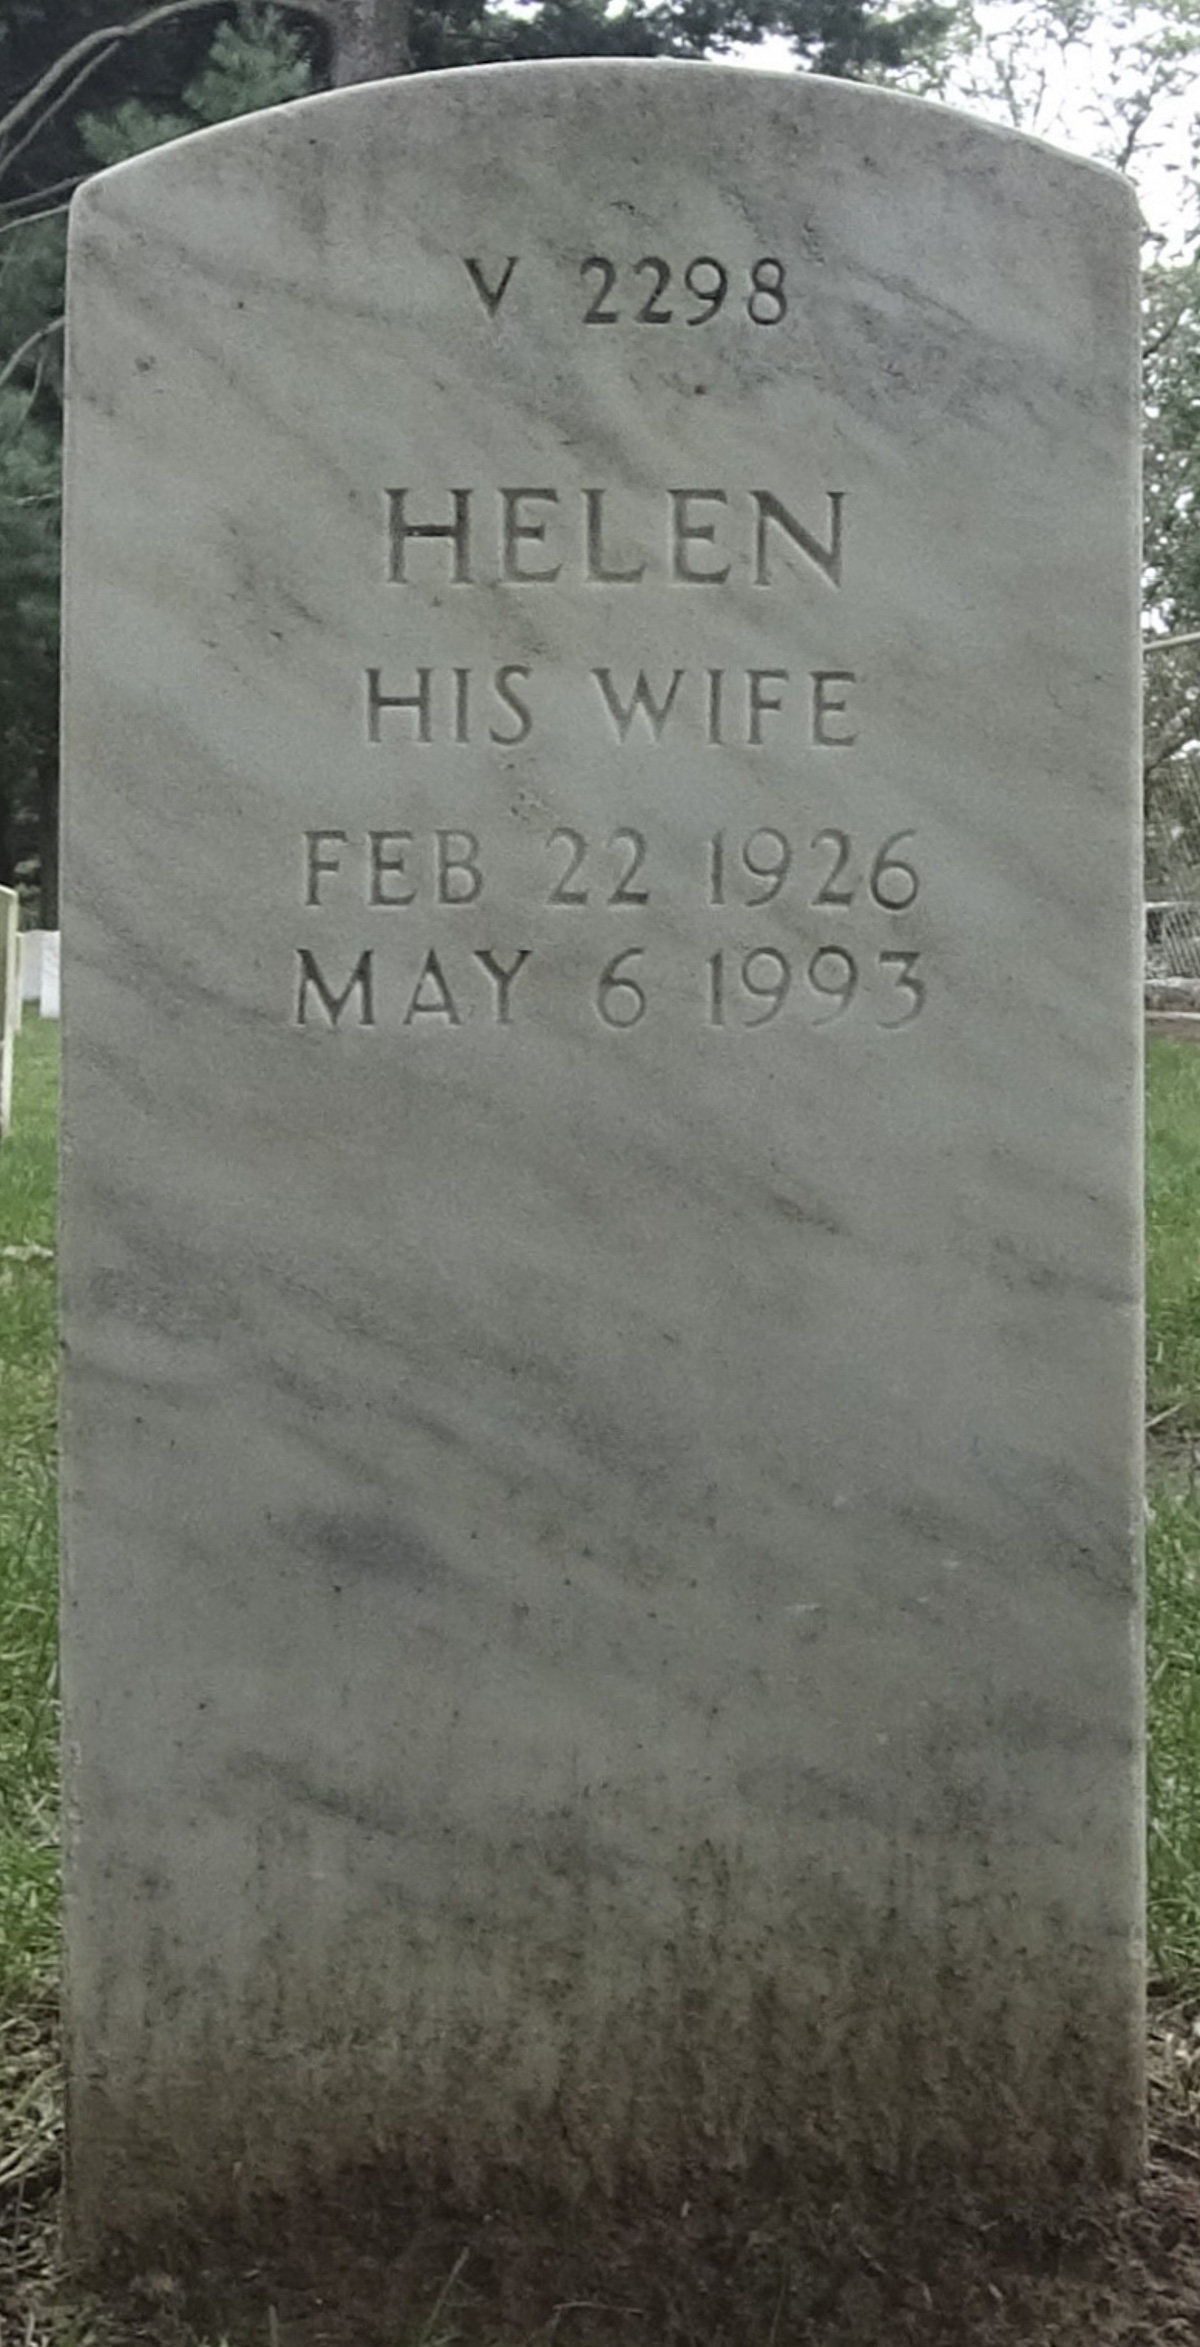 V 2298
HELEN
HIS WIFE
FEB 22 1926
MAY 6 1993